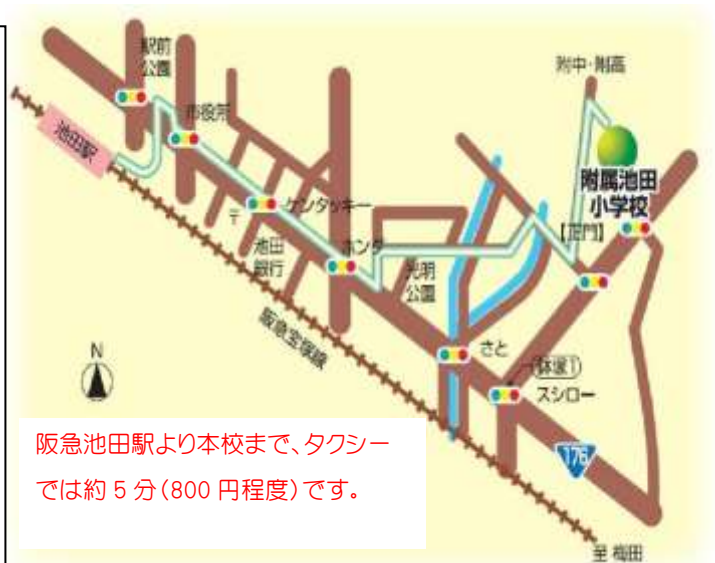 駅前
公園
市役所
池田駅
附中・附高
附属池田
小学校
【正門】
ケンタッキー
〒
池田
銀行
ホンダ
光明
公園
阪急宝塚線
さと
鉢塚1
スシロー
N
176
至 梅田
阪急池田駅より本校まで、タクシー
では約5分(800円程度)です。